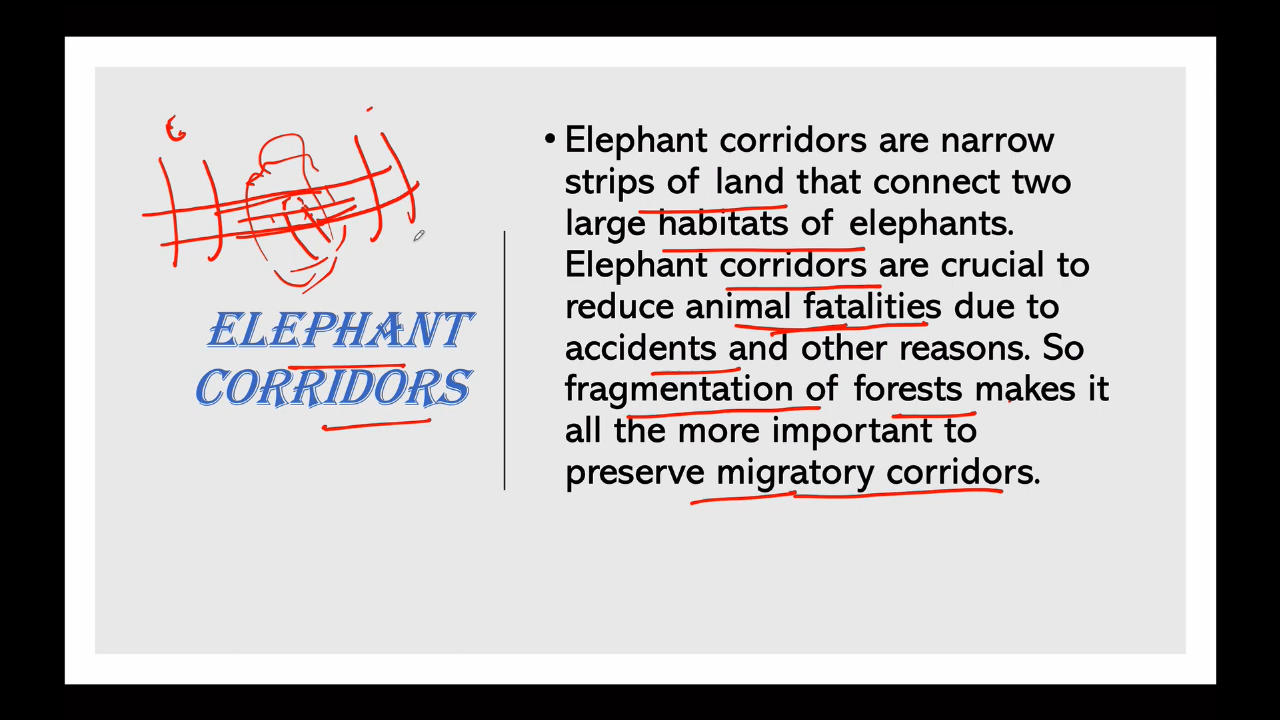 ELEPHANT
CORRIDORS
• Elephant corridors are narrow
strips of land that connect two
large habitats of elephants.
Elephant corridors are crucial to
reduce animal fatalities due to
accidents and other reasons. So
fragmentation of forests makes it
all the more important to
preserve migratory corridors.